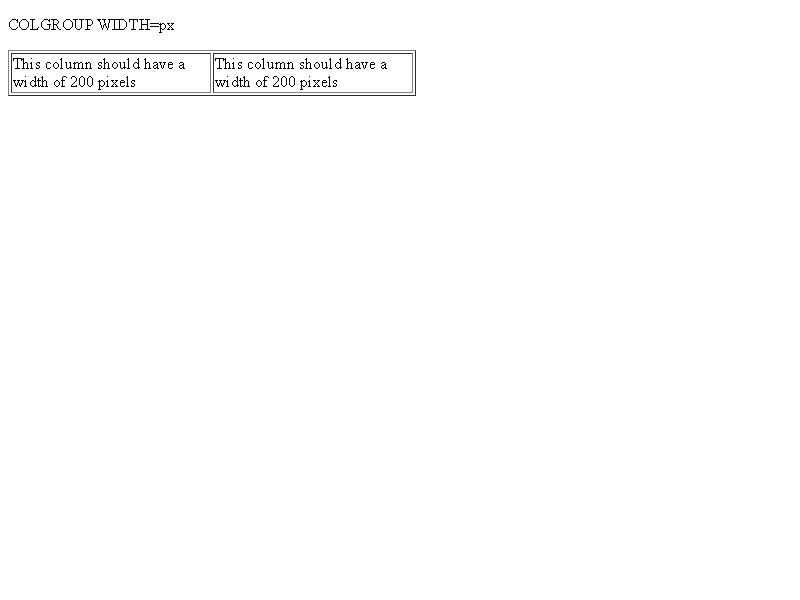 COLGROUP WIDTH=px
This column should have a
width of 200 pixels
This column should have a
width of 200 pixels